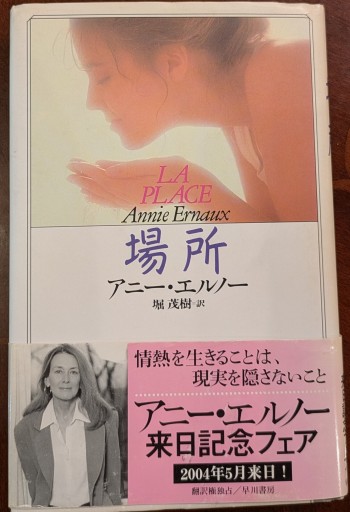 LA
PLACE
Annie Ernaux
場所
アニー・エルノー
堀 茂樹 訳
情熱を生きることは、
現実を隠さないこと
アニー・エルノー
来日記念フェア
2004年5月来日！
翻訳権独占／早川書房